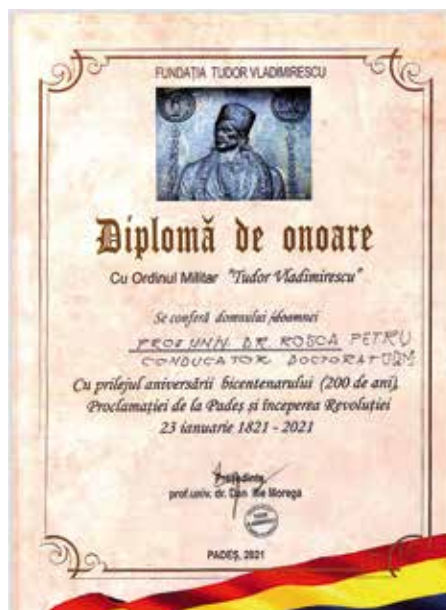 FUNDAȚIA TUDOR VLADIMIRESCU
Diplomă de onoare
Cu Ordinul Militar "Tudor Vladimirescu"
Se conferă domnului /doamnei
PROF UNIV. DR ROȘCA PETRU
CONDUCATOR DOCTORAT
Cu prilejul aniversării bicentenarului (200 de ani),
Proclamației de la Padeș și începerea Revoluției
23 ianuarie 1821 - 2021
Președinte,
prof.univ. dr. Dan Ilie Morega
PADEȘ, 2021